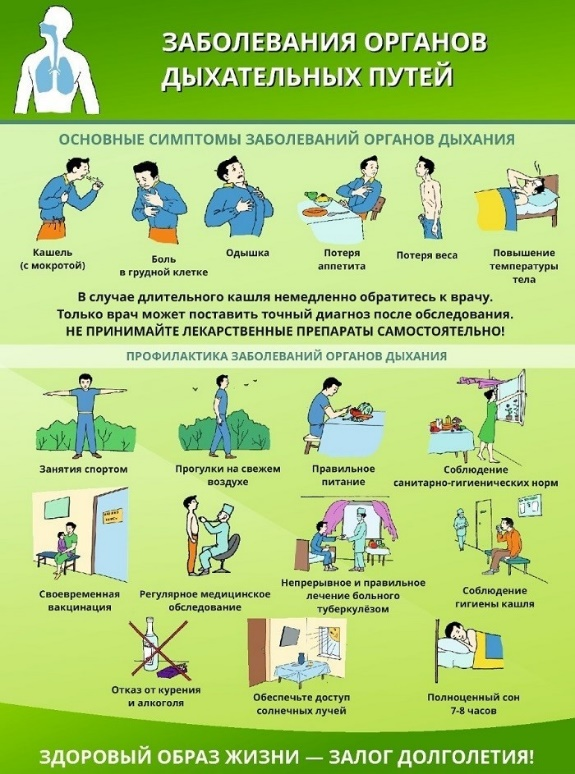 ЗАБОЛЕВАНИЯ ОРГАНОВ
ДЫХАТЕЛЬНЫХ ПУТЕЙ
ОСНОВНЫЕ СИМПТОМЫ ЗАБОЛЕВАНИЙ ОРГАНОВ ДЫХАНИЯ
Кашель
(с мокротой)
Боль
в грудной клетке
Одышка
Потеря
аппетита
Потеря веса
Повышение
температуры
тела
В случае длительного кашля немедленно обратитесь к врачу.
Только врач может поставить точный диагноз после обследования.
НЕ ПРИНИМАЙТЕ ЛЕКАРСТВЕННЫЕ ПРЕПАРАТЫ САМОСТОЯТЕЛЬНО!
ПРОФИЛАКТИКА ЗАБОЛЕВАНИЙ ОРГАНОВ ДЫХАНИЯ
Занятия спортом
Прогулки на свежем
воздухе
Правильное
питание
Соблюдение
санитарно-гигиенических норм
Своевременная
вакцинация
Регулярное медицинское
обследование
Непрерывное и правильное
лечение больного
туберкулёзом
Соблюдение
гигиены кашля
Отказ от курения
и алкоголя
Обеспечьте доступ
солнечных лучей
Полноценный сон
7-8 часов
ЗДОРОВЫЙ ОБРАЗ ЖИЗНИ — ЗАЛОГ ДОЛГОЛЕТИЯ!